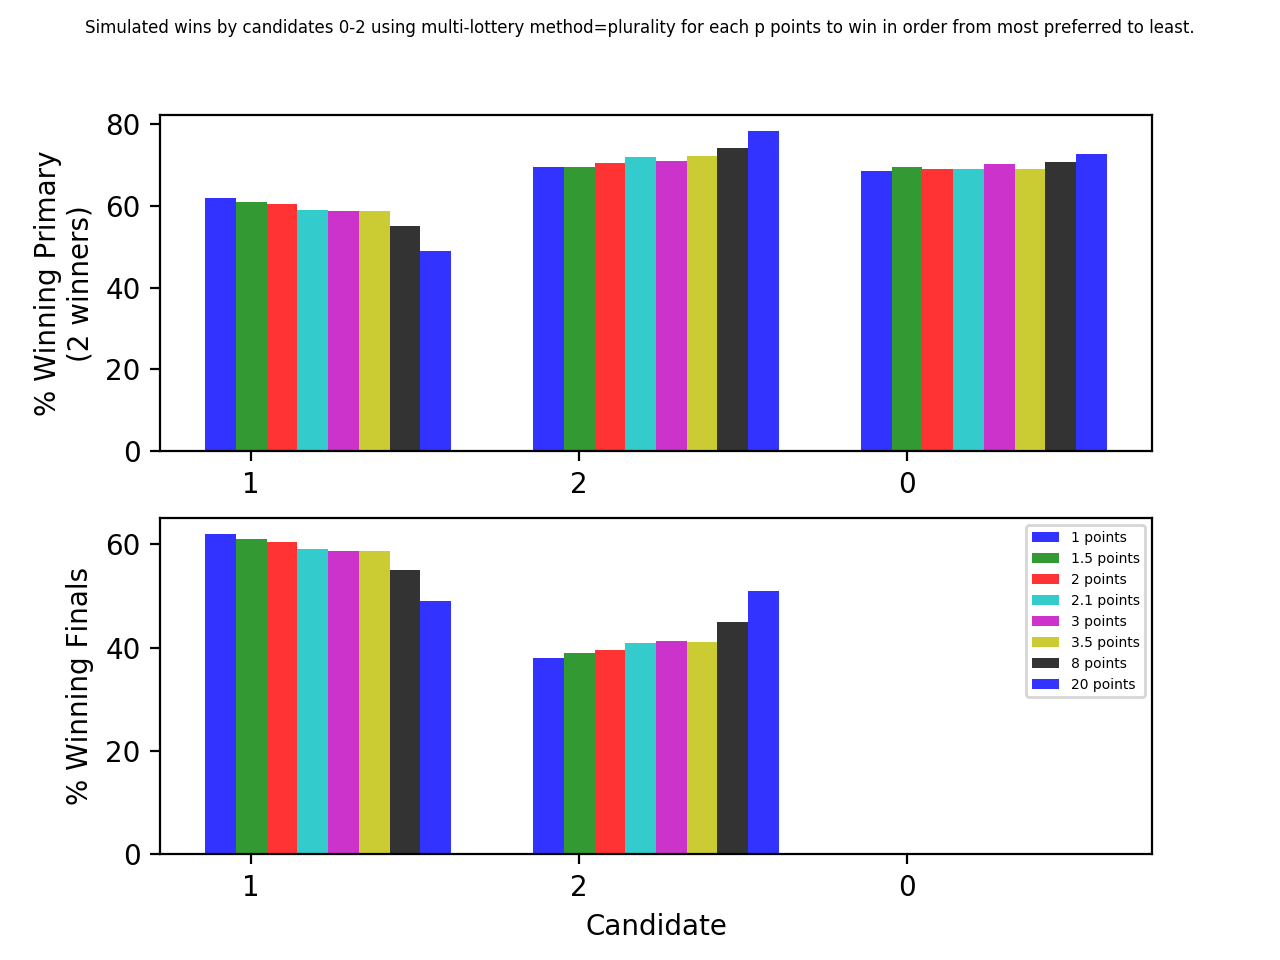 Simulated wins by candidates 0-2 using multi-lottery method=plurality for each p points to win in order from most preferred to least.
% Winning Primary
(2 winners)
80
60
40
20
0
1
2
0
% Winning Finals
60
40
20
0
1 points
1.5 points
2 points
2.1 points
3 points
3.5 points
8 points
20 points
1
2
0
Candidate